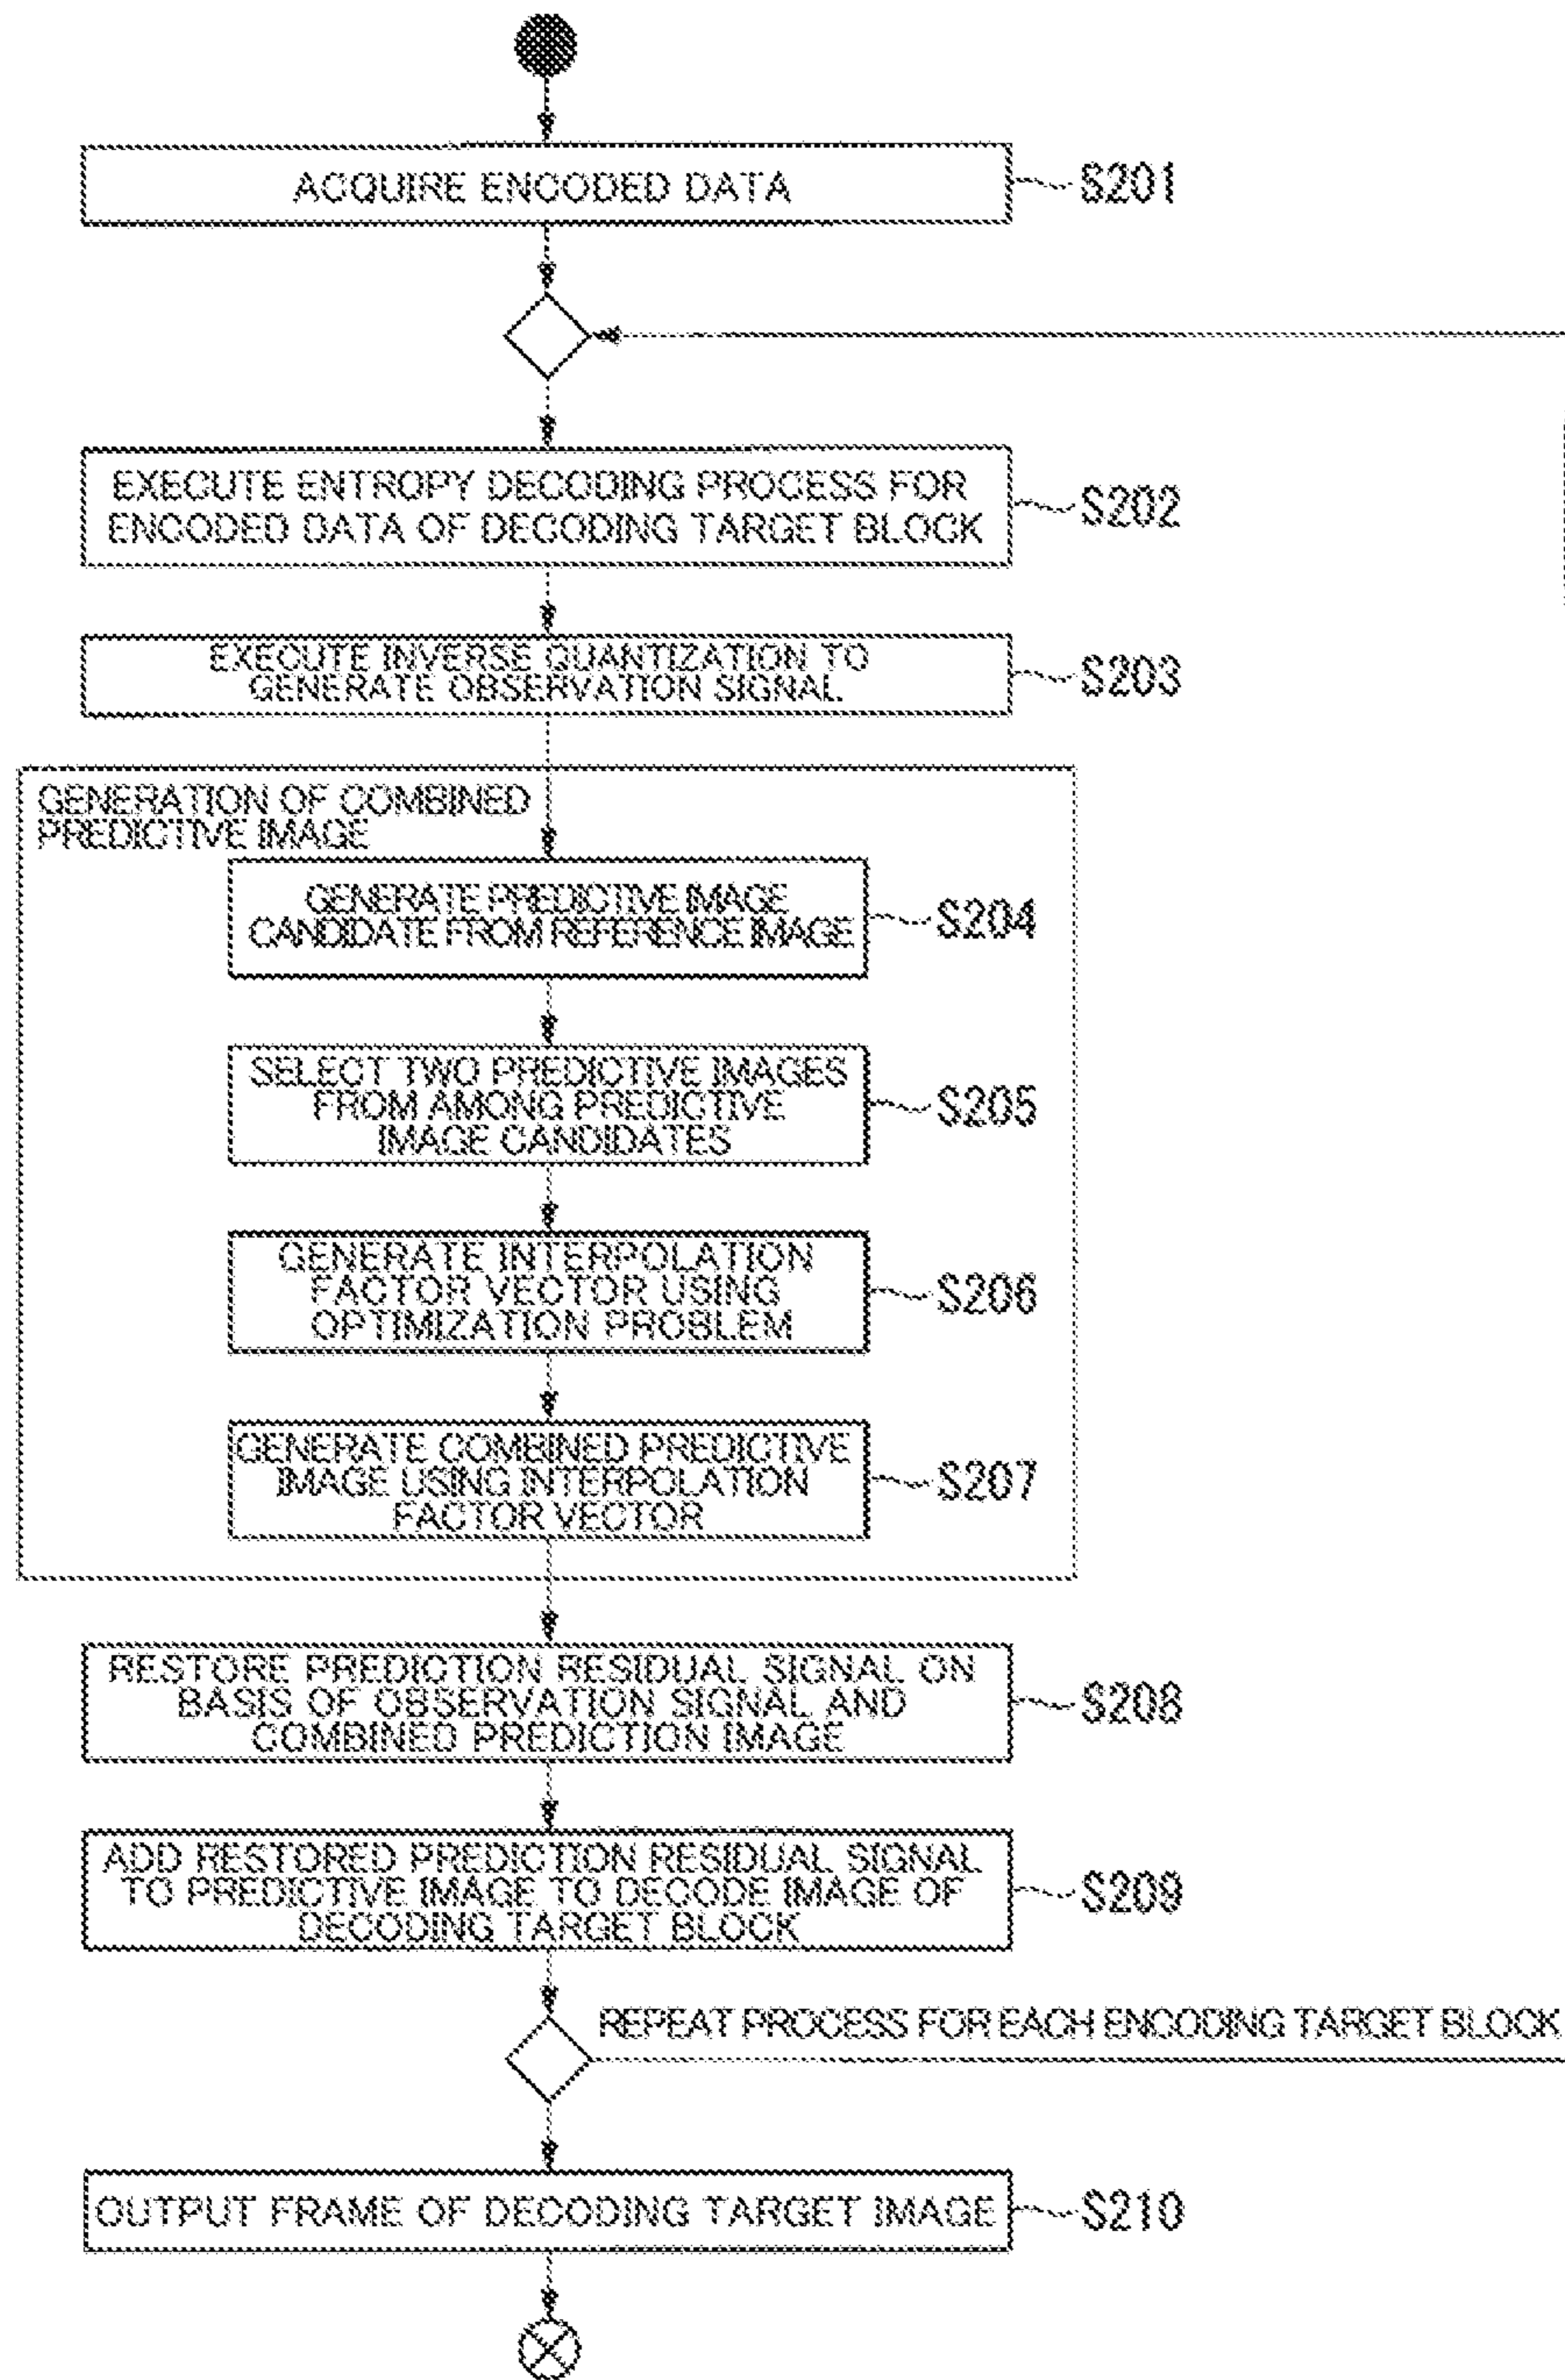 ACQUIRE ENCODED DATA
S201
EXECUTE ENTROPY DECODING PROCESS FOR
ENCODED DATA OF DECODING TARGET BLOCK
S202
EXECUTE INVERSE QUANTIZATION TO
GENERATE OBSERVATION SIGNAL
S203
GENERATION OF COMBINED
PREDICTIVE IMAGE
GENERATE PREDICTIVE IMAGE
CANDIDATE FROM REFERENCE IMAGE
S204
SELECT TWO PREDICTIVE IMAGES
FROM AMONG PREDICTIVE
IMAGE CANDIDATES
S205
GENERATE INTERPOLATION
FACTOR VECTOR USING
OPTIMIZATION PROBLEM
S206
GENERATE COMBINED PREDICTIVE
IMAGE USING INTERPOLATION
FACTOR VECTOR
S207
RESTORE PREDICTION RESIDUAL SIGNAL ON
BASIS OF OBSERVATION SIGNAL AND
COMBINED PREDICTION IMAGE
S208
ADD RESTORED PREDICTION RESIDUAL SIGNAL
TO PREDICTIVE IMAGE TO DECODE IMAGE OF
DECODING TARGET BLOCK
S209
REPEAT PROCESS FOR EACH ENCODING TARGET BLOCK
OUTPUT FRAME OF DECODING TARGET IMAGE
S210